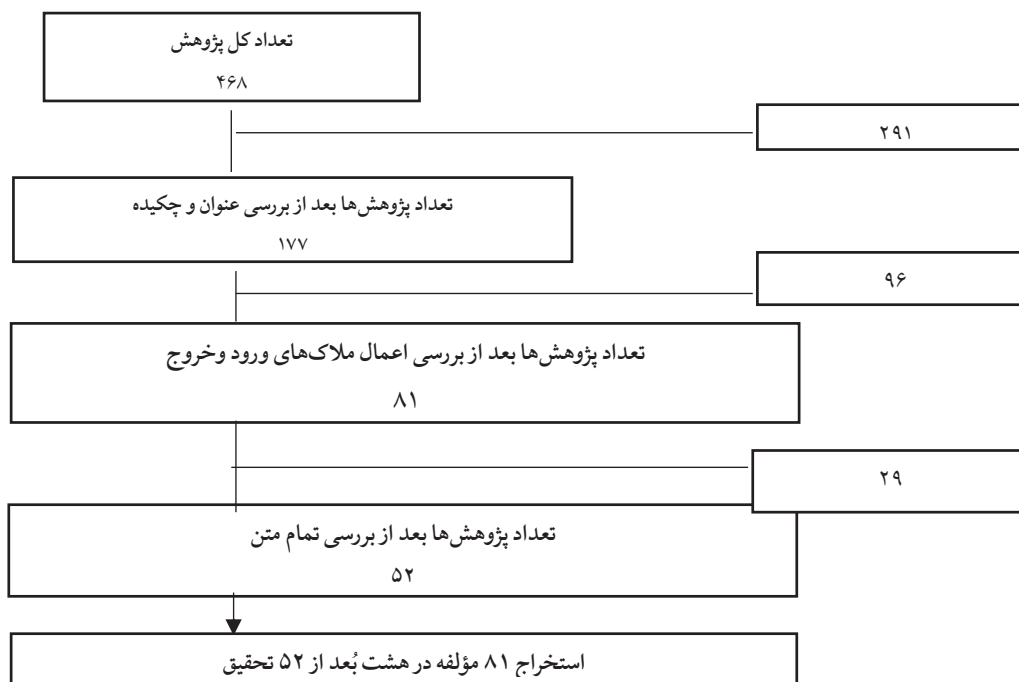 تعداد کل پژوهش
۴۶۸
۲۹۱
تعداد پژوهش‌ها بعد از بررسی عنوان و چکیده
۱۷۷
۹۶
تعداد پژوهش‌ها بعد از بررسی اعمال ملاک‌های ورود وخروج
۸۱
۲۹
تعداد پژوهش‌ها بعد از بررسی تمام متن
۵۲
استخراج ۸۱ مؤلفه در هشت بُعد از ۵۲ تحقیق